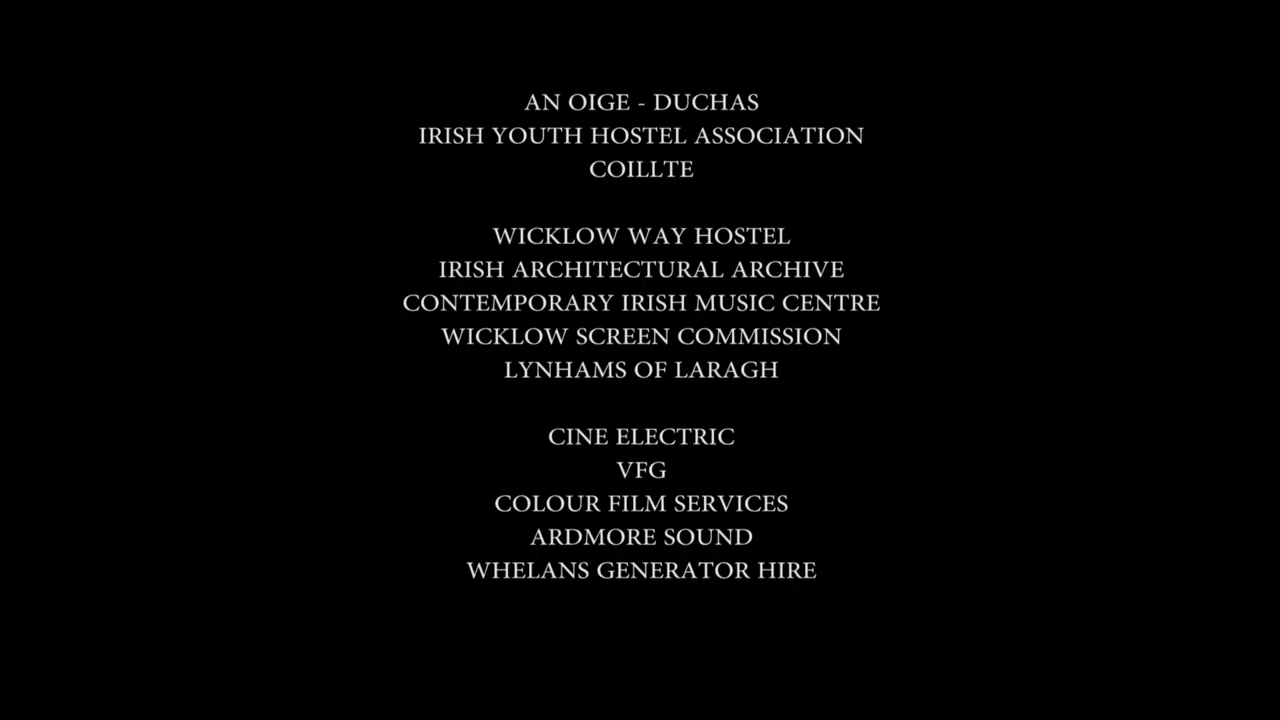 AN OIGE - DUCHAS
IRISH YOUTH HOSTEL ASSOCIATION
COILLTE
WICKLOW WAY HOSTEL
IRISH ARCHITECTURAL ARCHIVE
CONTEMPORARY IRISH MUSIC CENTRE
WICKLOW SCREEN COMMISSION
LYNHAMS OF LARAGH
CINE ELECTRIC
VFG
COLOUR FILM SERVICES
ARDMORE SOUND
WHELANS GENERATOR HIRE